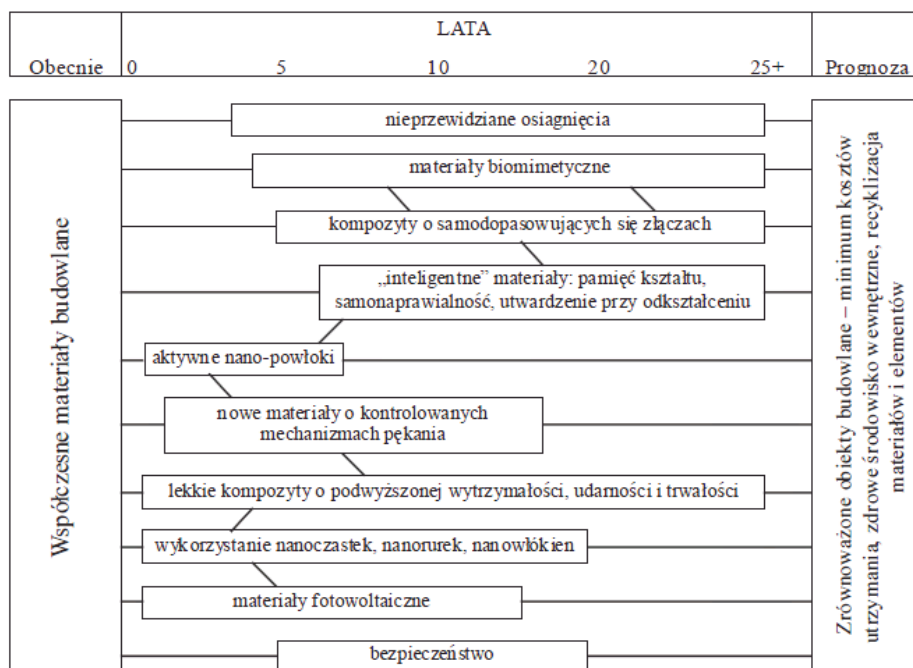 LATA
Obecnie 0 5 10 20 25+ Prognoza
Współczesne materiały budowlane
nieprzewidziane osiagnięcia
materiały biomimetyczne
kompozyty o samodopasowujących się złączach
„inteligentne” materiały: pamięć kształtu,
samonaprawialność, utwardzenie przy odkształceniu
aktywne nano-powłoki
nowe materiały o kontrolowanych
mechanizmach pękania
lekkie kompozyty o podwyższonej wytrzymałości, udarności i trwałości
wykorzystanie nanoczastek, nanorurek, nanowłókien
materiały fotowoltaiczne
bezpieczeństwo
Zrównoważone obiekty budowlane – minimum kosztów
utrzymania, zdrowe środowisko wewnętrzne, recyklizacja
materiałów i elementów